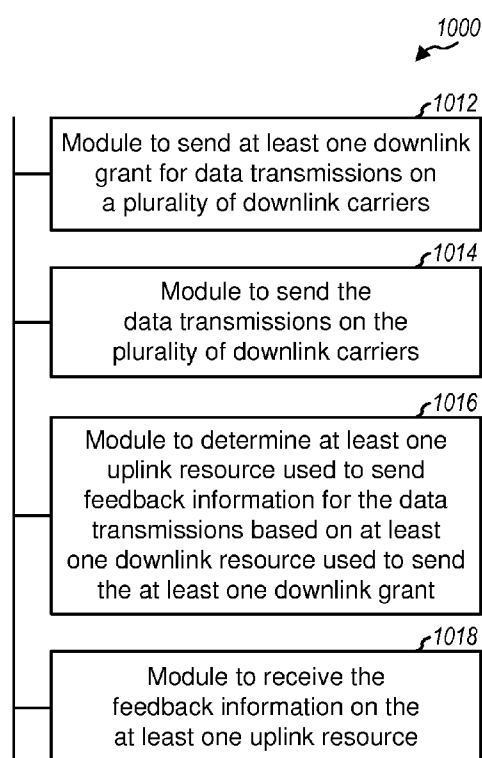 1000
1012
Module to send at least one downlink
grant for data transmissions on
a plurality of downlink carriers
1014
Module to send the
data transmissions on the
plurality of downlink carriers
1016
Module to determine at least one
uplink resource used to send
feedback information for the data
transmissions based on at least
one downlink resource used to send
the at least one downlink grant
1018
Module to receive the
feedback information on the
at least one uplink resource